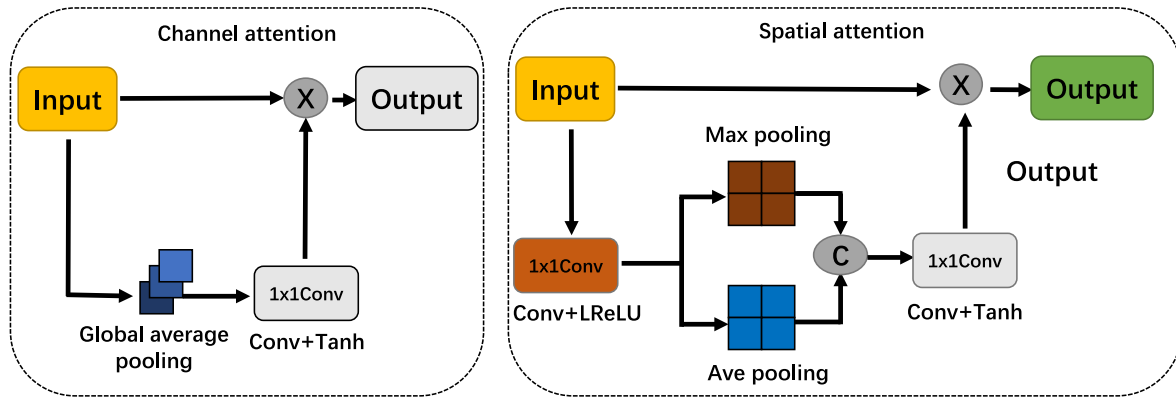 Channel attention
Input
X
Output
Global average
pooling
1x1Conv
Conv+Tanh
Spatial attention
Input
X
Output
Max pooling
Output
1x1Conv
Conv+LReLU
C
1x1Conv
Conv+Tanh
Ave pooling